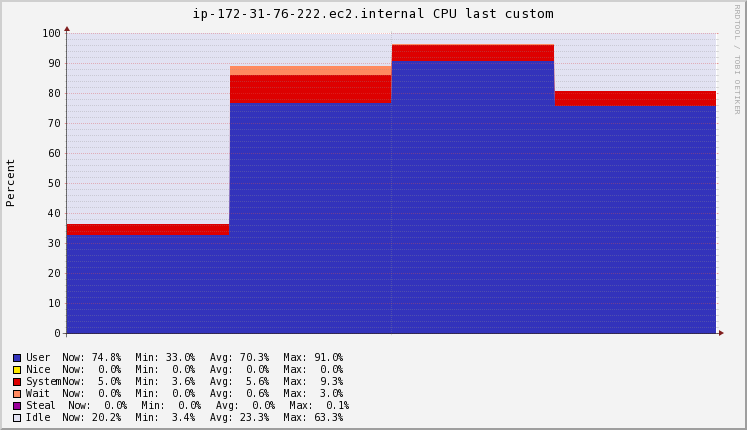 ip-172-31-76-222.ec2.internal CPU last custom
RRDTOOL / TOBI OETIKER
Percent
100
90
80
70
60
50
40
30
20
10
0
User Now: 74.8% Min: 33.0% Avg: 70.3% Max: 91.0%
Nice Now: 0.0% Min: 0.0% Avg: 0.0% Max: 0.0%
System Now: 5.0% Min: 3.6% Avg: 5.6% Max: 9.3%
Wait Now: 0.0% Min: 0.0% Avg: 0.6% Max: 3.0%
Steal Now: 0.0% Min: 0.0% Avg: 0.0% Max: 0.1%
Idle Now: 20.2% Min: 3.4% Avg: 23.3% Max: 63.3%